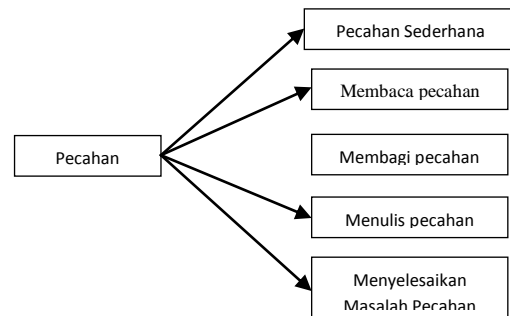 Pecahan Sederhana
Membaca pecahan
Pecahan
Membagi pecahan
Menulis pecahan
Menyelesaikan
Masalah Pecahan